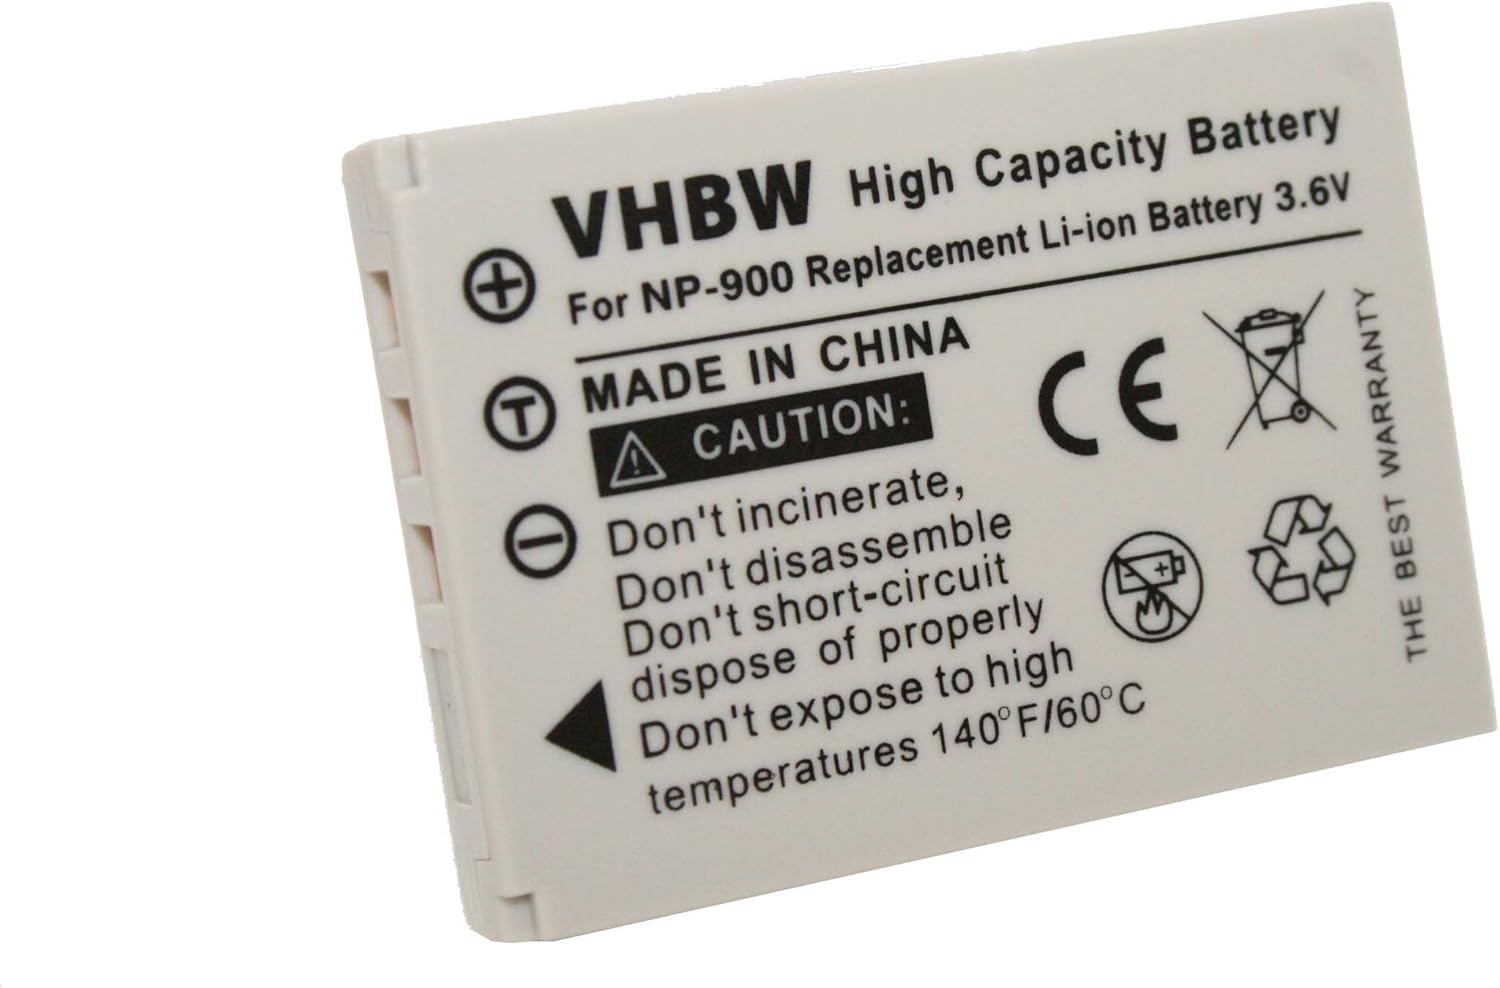 VHBW High Capacity Battery
For NP-900 Replacement Li-ion Battery 3.6V
MADE IN CHINA
CAUTION:
Don't incinerate,
Don't disassemble
Don't short-circuit
dispose of properly
Don't expose to high
temperatures 140°F/60°C
+
T
−
CE
THE BEST WARRANTY